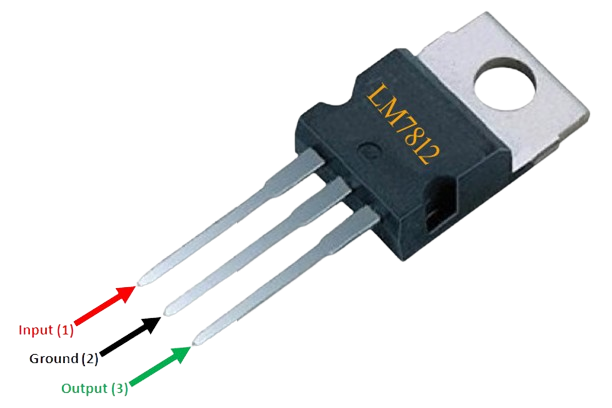 LM7812
Input (1)
Ground (2)
Output (3)